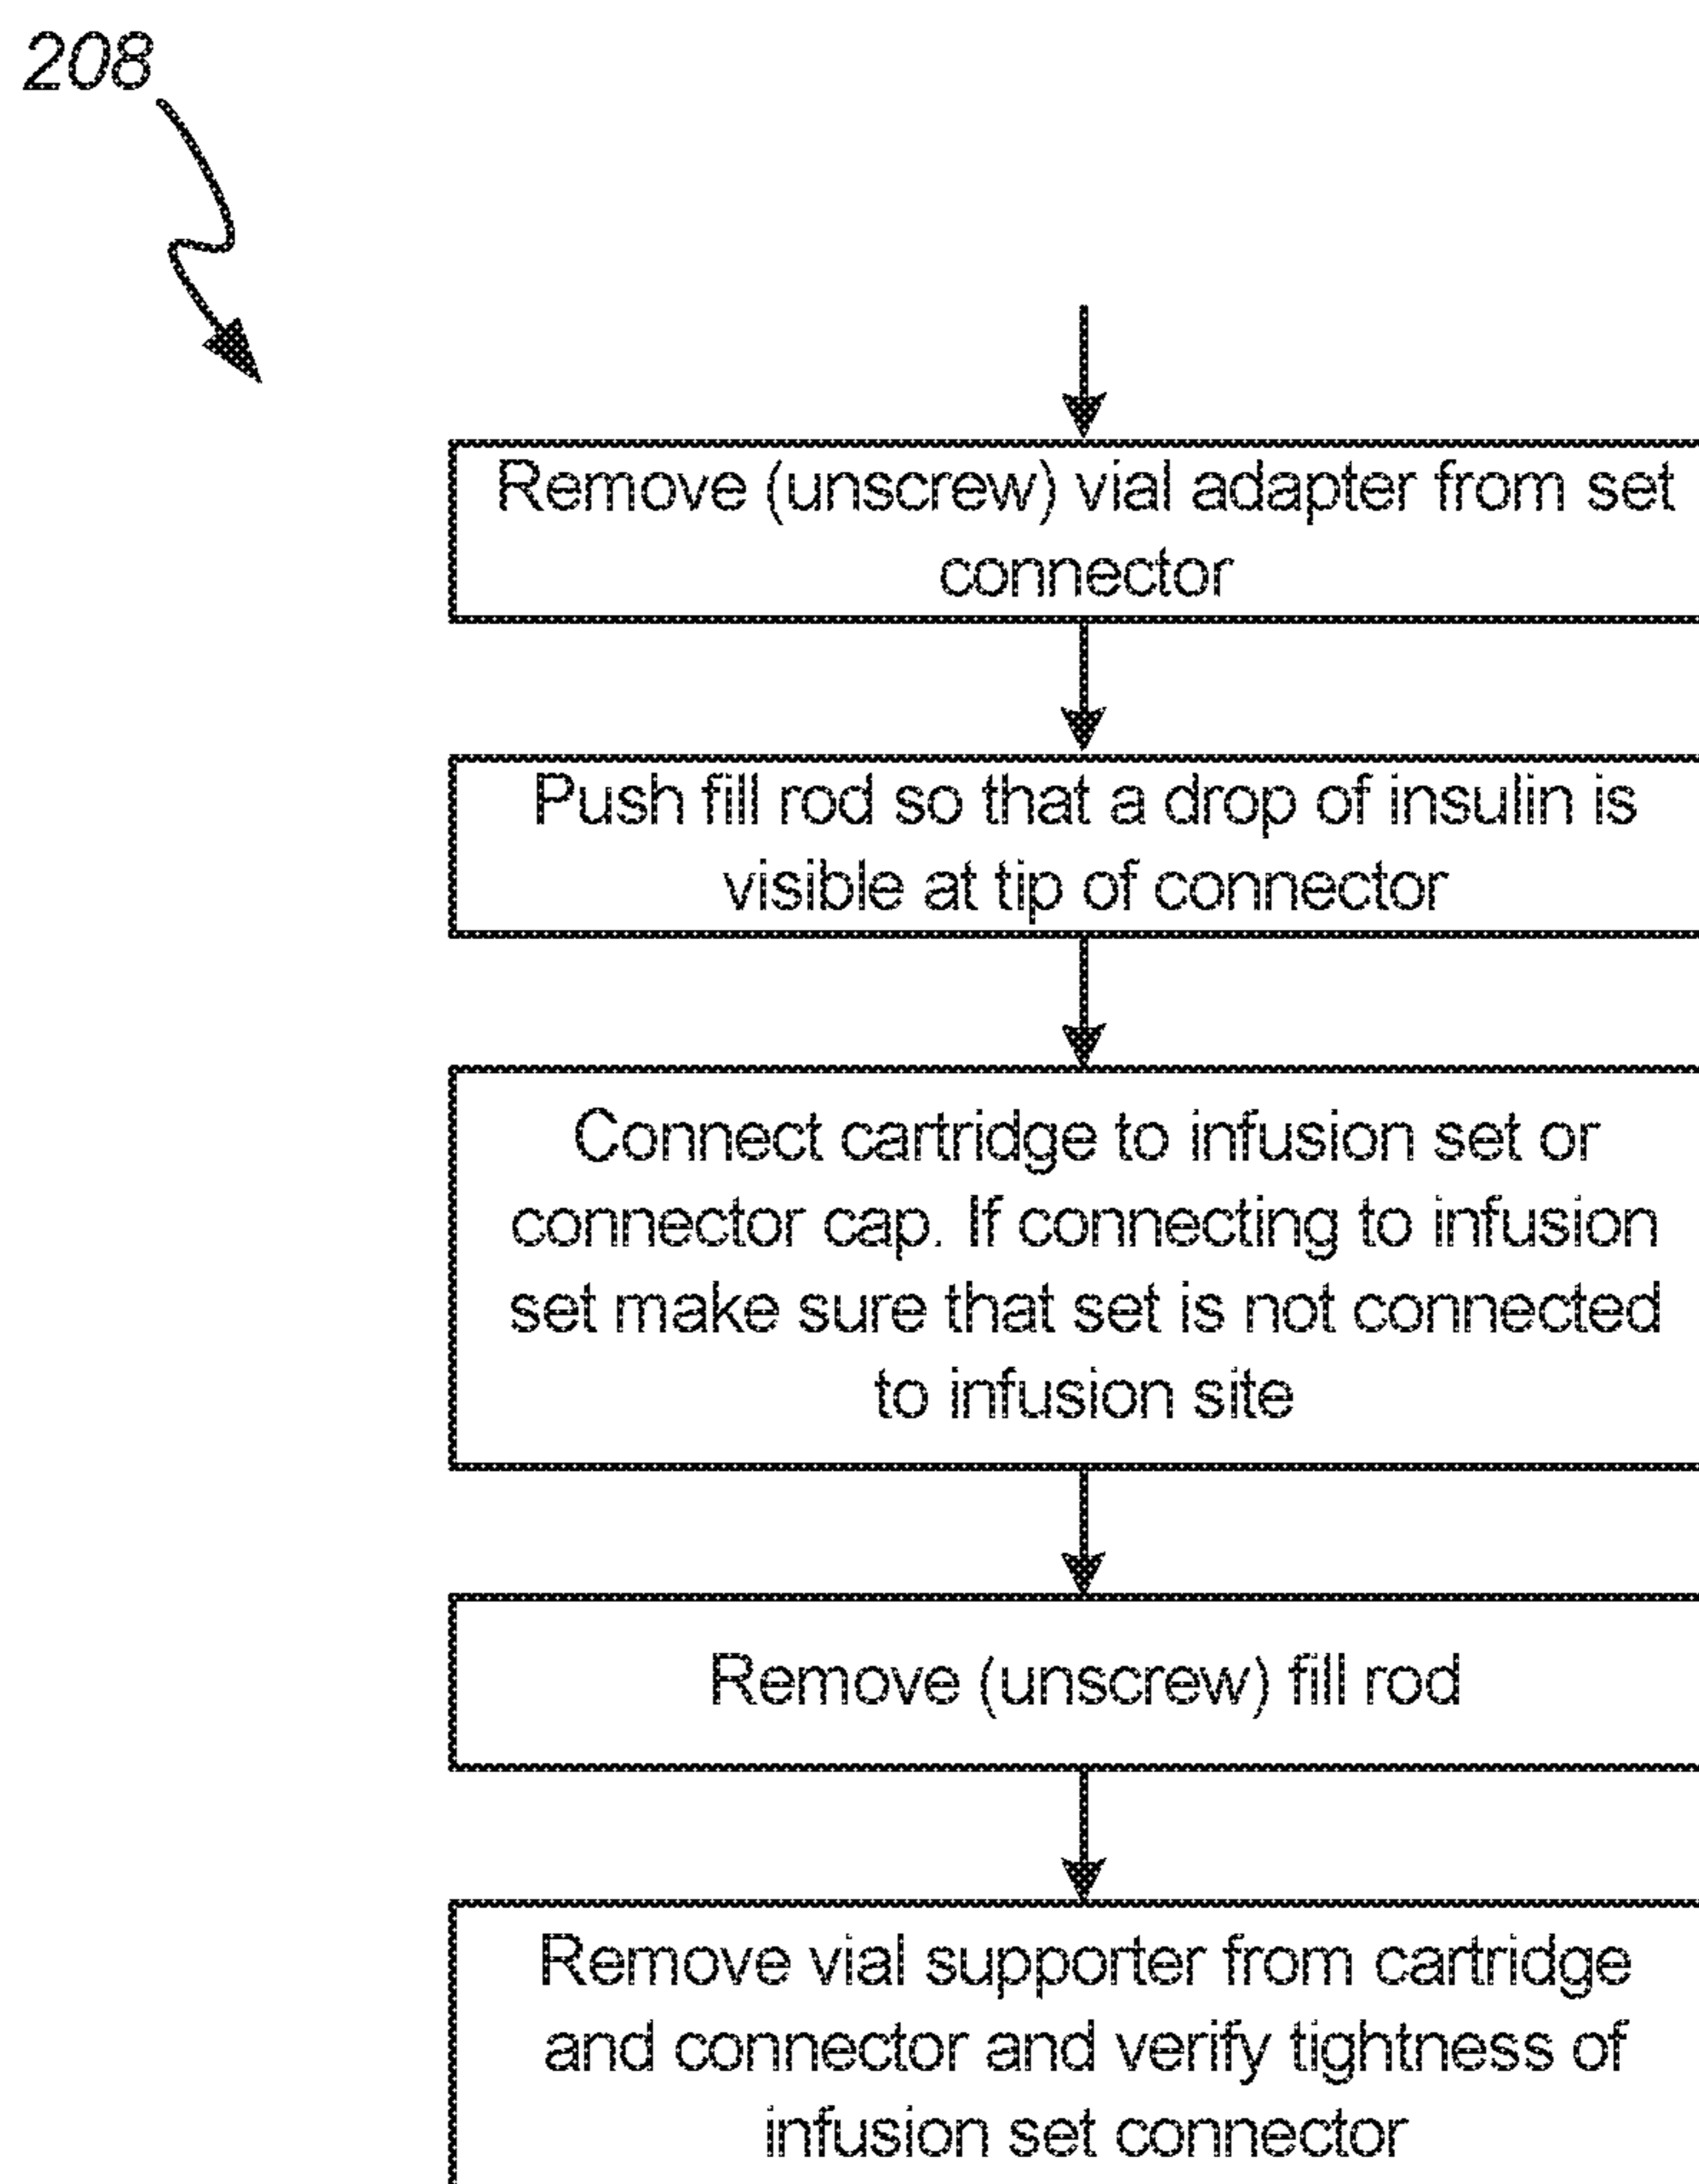 208
Remove (unscrew) vial adapter from set
connector
Push fill rod so that a drop of insulin is
visible at tip of connector
Connect cartridge to infusion set or
connector cap. If connecting to infusion
set make sure that set is not connected
to infusion site
Remove (unscrew) fill rod
Remove vial supporter from cartridge
and connector and verify tightness of
infusion set connector